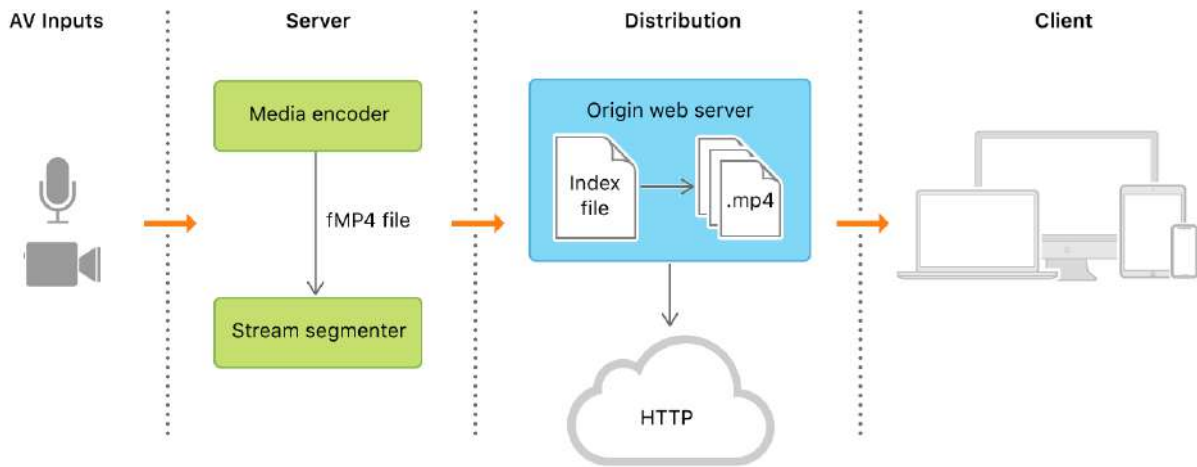 AV Inputs
Server
Distribution
Client
Media encoder
fMP4 file
Stream segmenter
Origin web server
Index
file
.mp4
HTTP